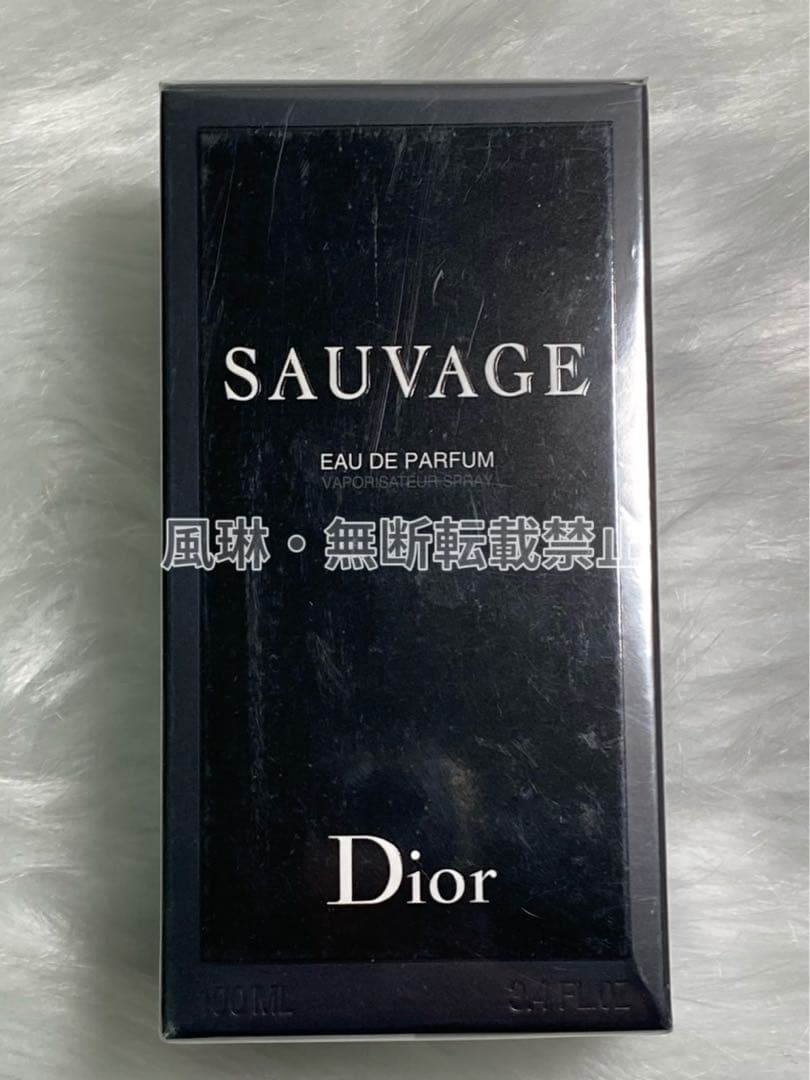 SAUVAGE
EAU DE PARFUM
VAPORISATEUR SPRAY
風琳・無断転載禁止
Dior
100 ML
3.4 FL.OZ